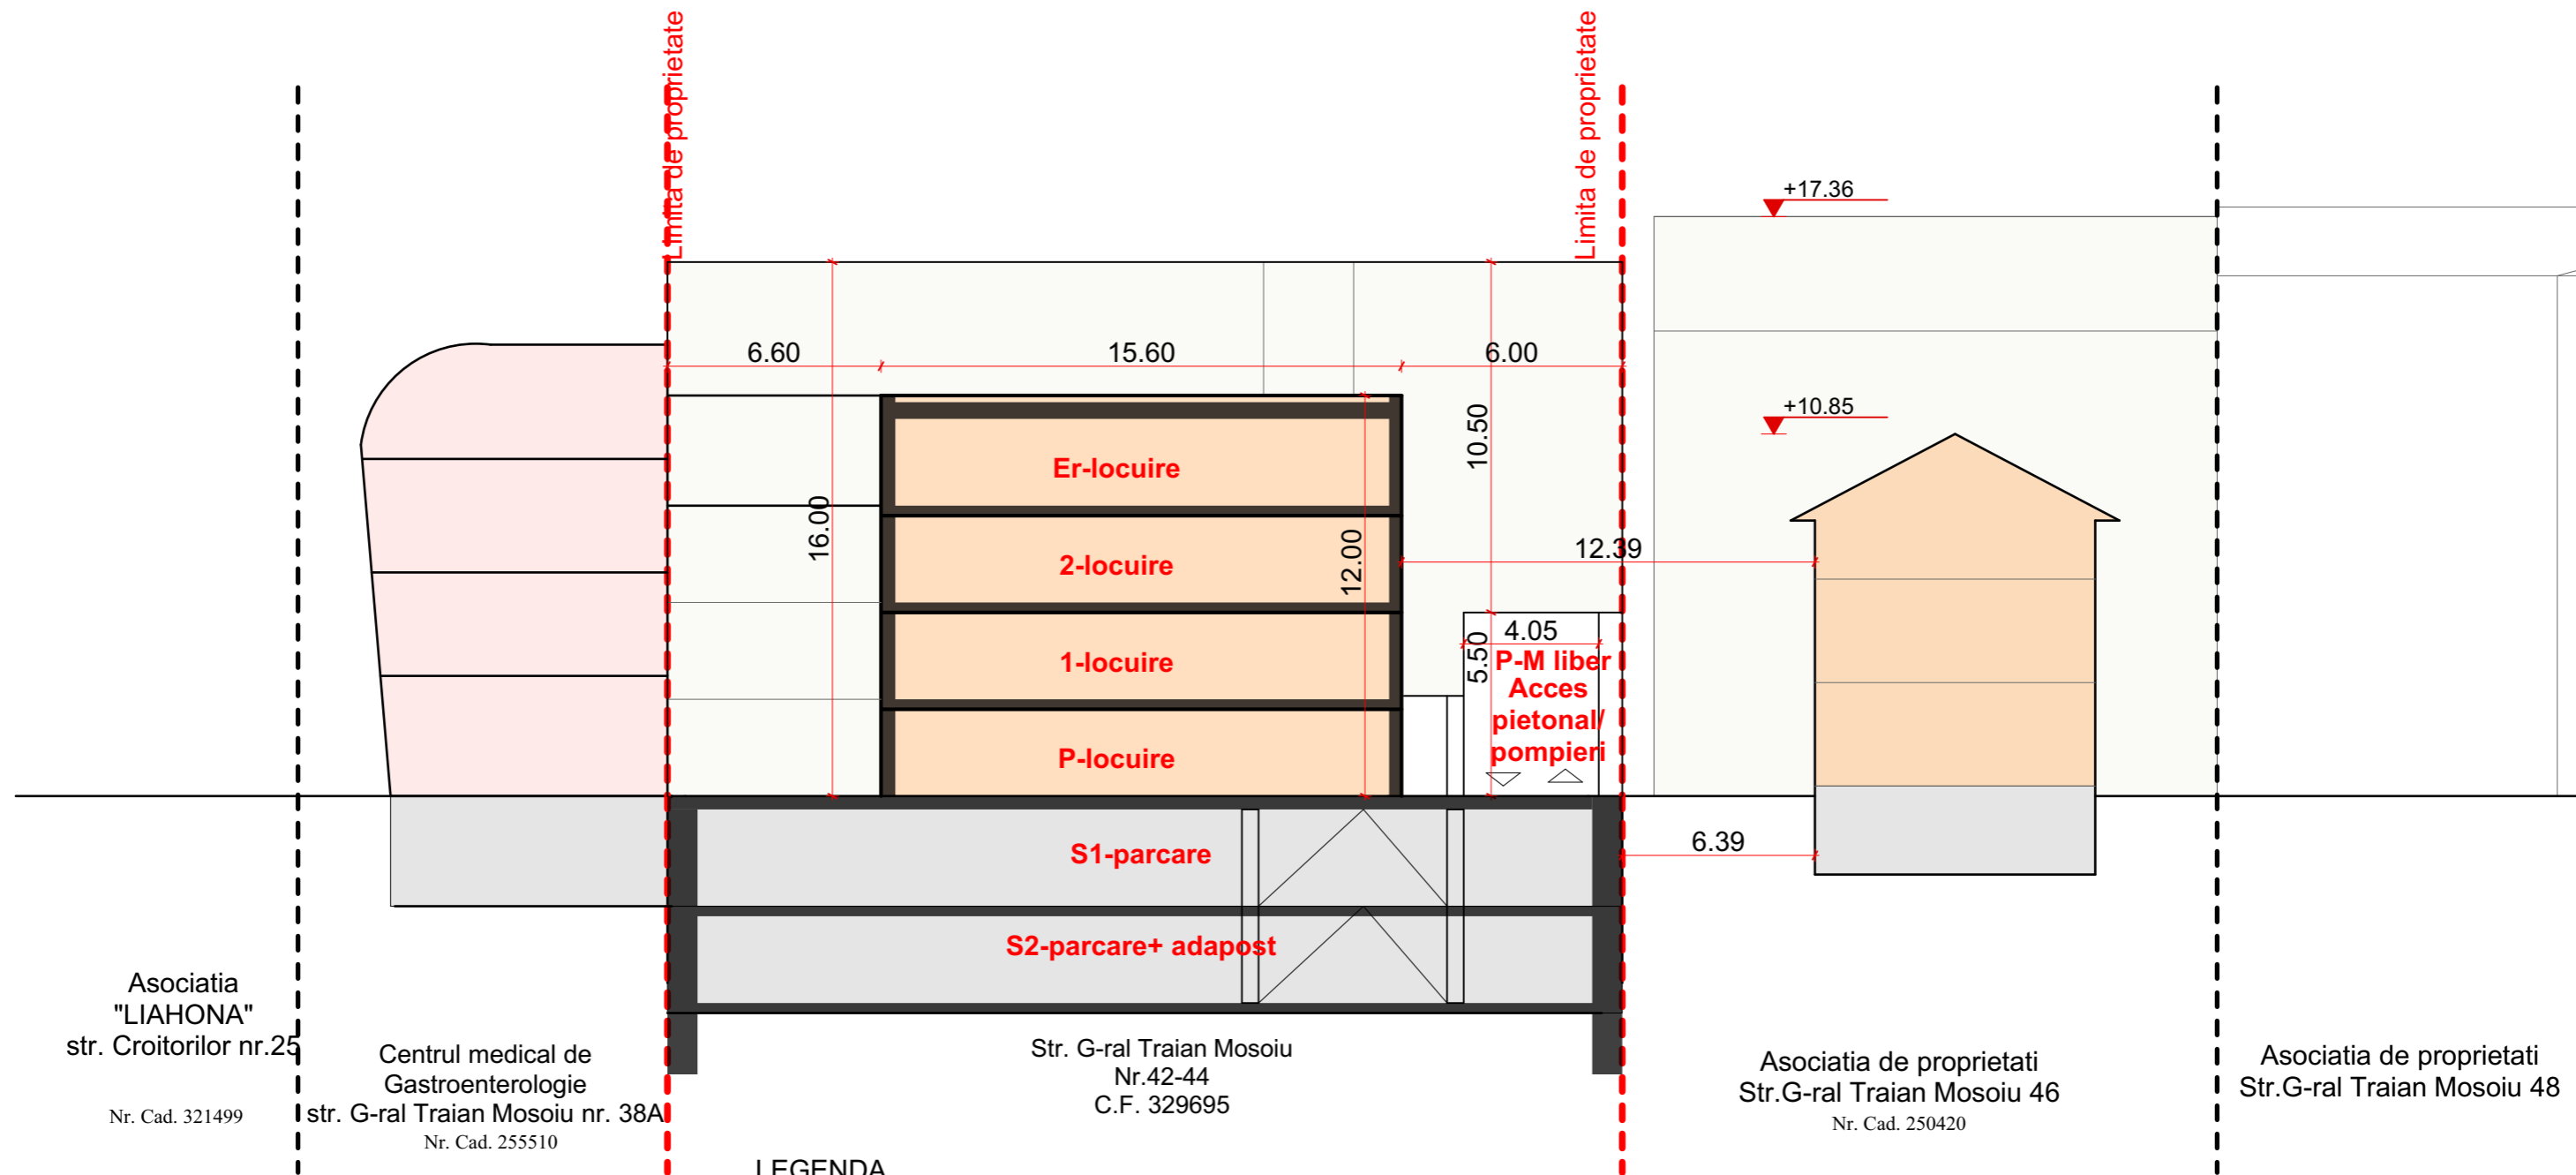 Limita de proprietate
Limita de proprietate
+17.36
6.60
15.60
6.00
+10.85
10.50
Er-locuire
16.00
12.00
12.39
2-locuire
4.05
5.50
1-locuire
P-M liber
Acces
pietonal/
pompieri
P-locuire
6.39
S1-parcare
S2-parcare+ adapost
Asociatia
"LIAHONA"
str. Croitorilor nr.25
Nr. Cad. 321499
Centrul medical de
Gastroenterologie
str. G-ral Traian Mosoiu nr. 38A
Nr. Cad. 255510
Str. G-ral Traian Mosoiu
Nr.42-44
C.F. 329695
Asociatia de proprietati
Str.G-ral Traian Mosoiu 46
Nr. Cad. 250420
Asociatia de proprietati
Str.G-ral Traian Mosoiu 48
LEGENDA